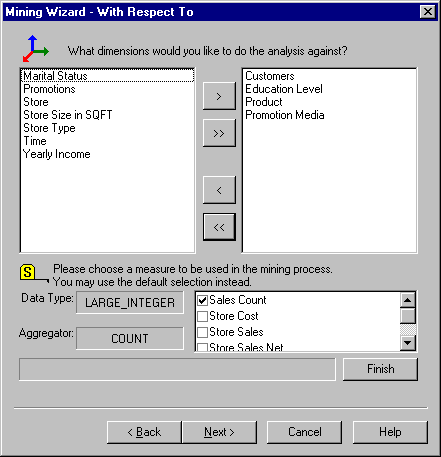 Mining Wizard - With Respect To
What dimensions would you like to do the analysis against?
Marital Status
Promotions
Store
Store Size in SQFT
Store Type
Time
Yearly Income
>
>>
<
<<
Customers
Education Level
Product
Promotion Media
S
Please choose a measure to be used in the mining process.
You may use the default selection instead.
Data Type: LARGE_INTEGER
Aggregator: COUNT
Sales Count
Store Cost
Store Sales
Store Sales Net
Finish
< Back Next > Cancel Help